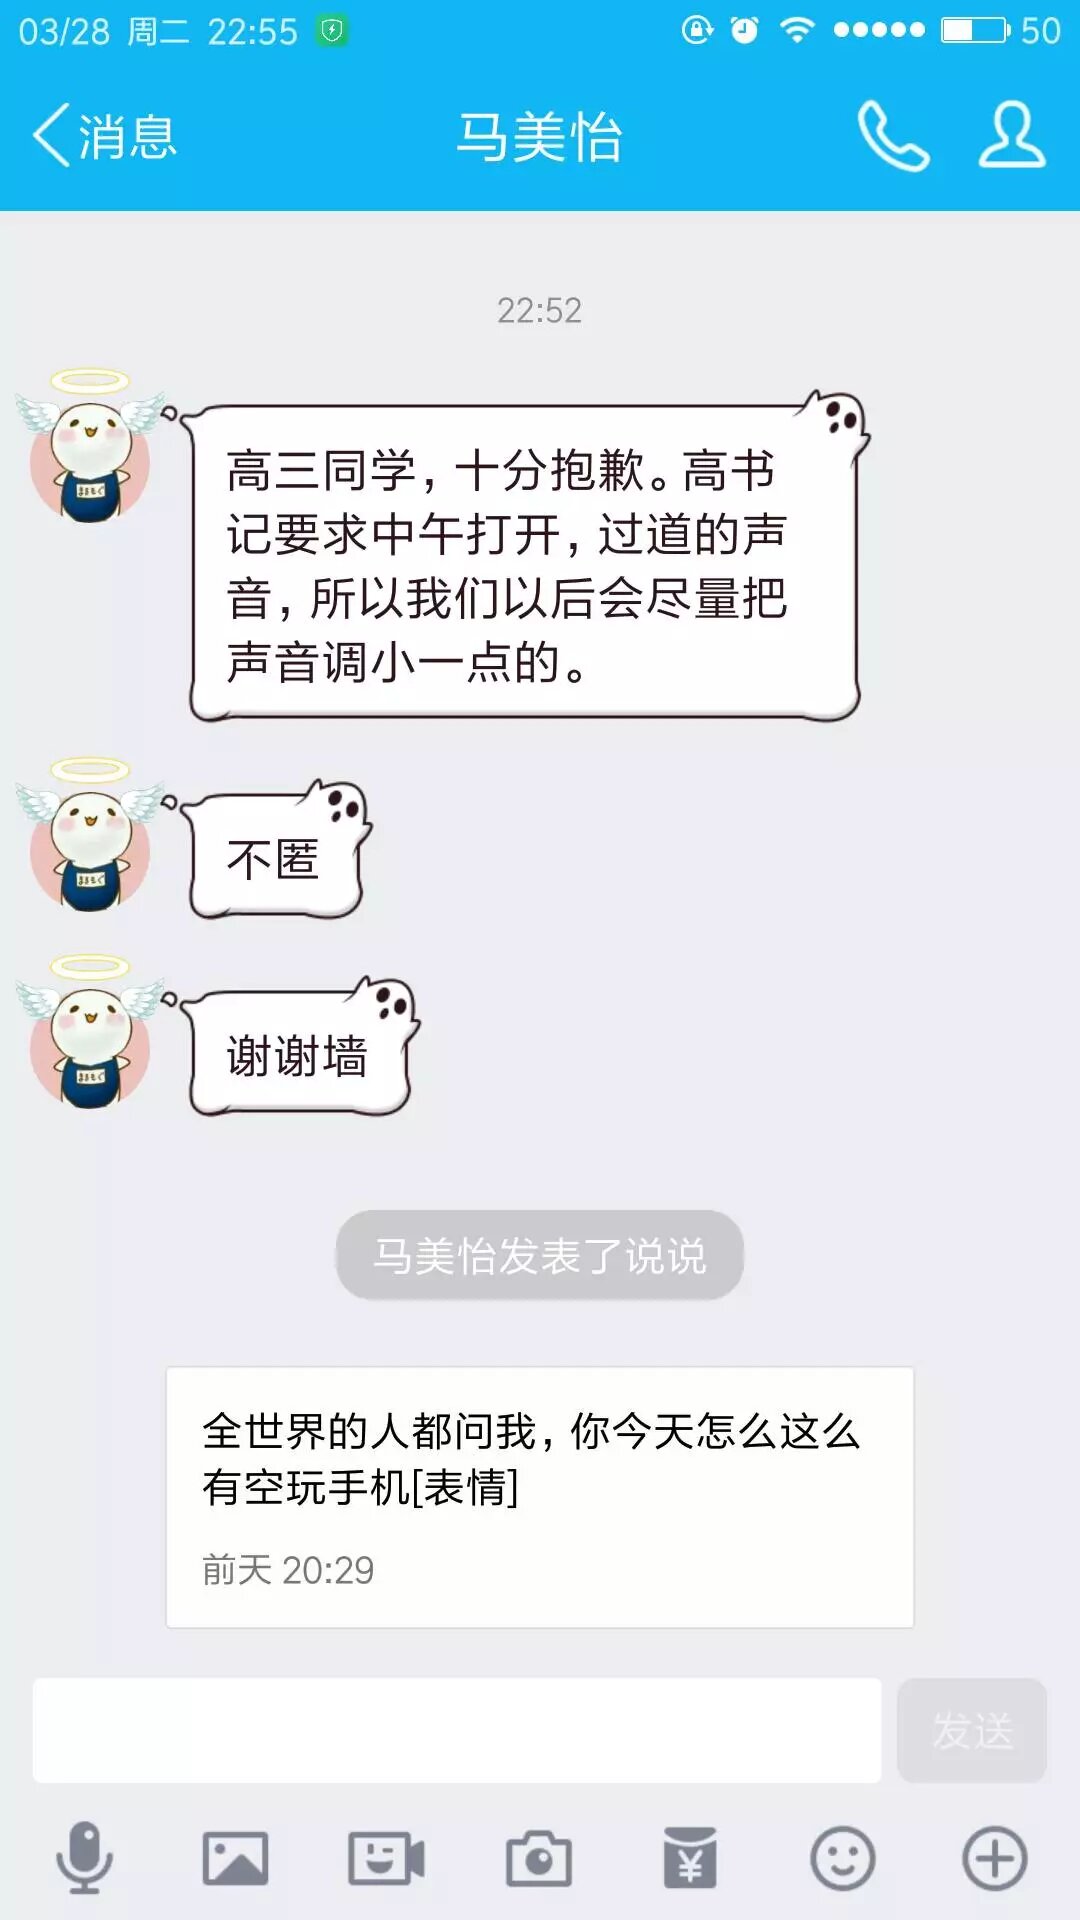 03/28 周二 22:55
50
消息
马美怡
22:52
高三同学，十分抱歉。高书
记要求中午打开，过道的声
音，所以我们以后会尽量把
声音调小一点的。
不匿
谢谢墙
马美怡发表了说说
全世界的人都问我，你今天怎么这么
有空玩手机[表情]
前天 20:29
发送